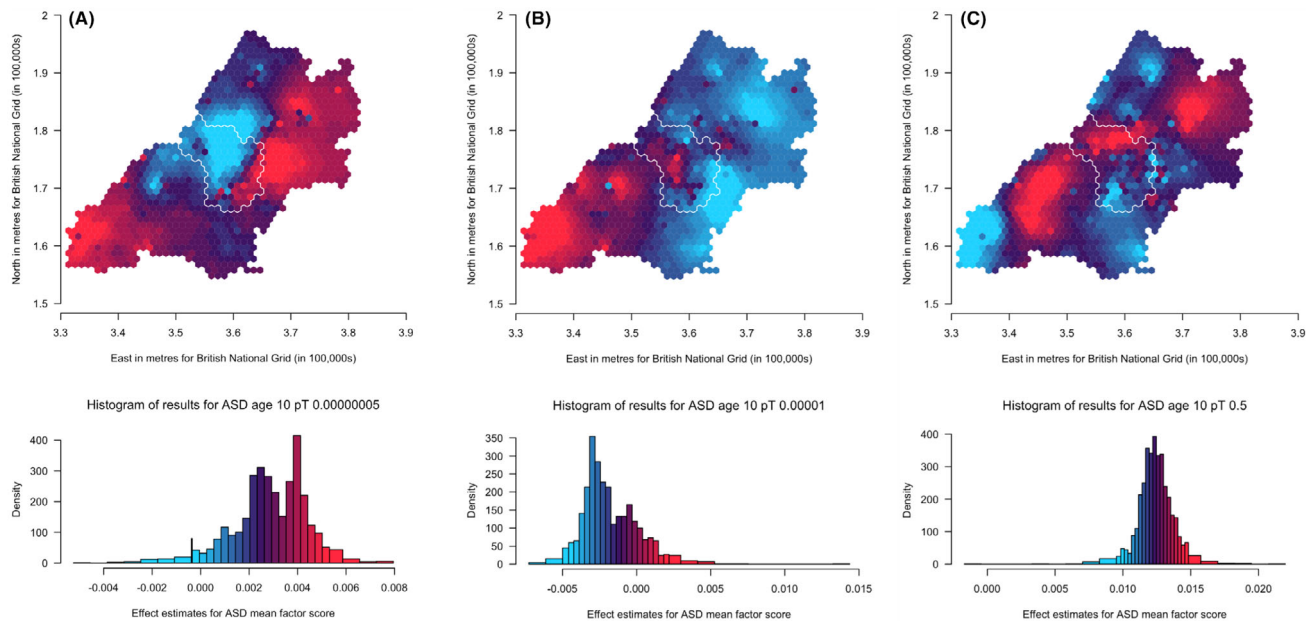 (A)
2
1.9
1.8
1.7
1.6
1.5
North in metres for British National Grid (in 100,000s)
3.3 3.4 3.5 3.6 3.7 3.8 3.9
East in metres for British National Grid (in 100,000s)
(B)
2
1.9
1.8
1.7
1.6
1.5
North in metres for British National Grid (in 100,000s)
3.3 3.4 3.5 3.6 3.7 3.8 3.9
East in metres for British National Grid (in 100,000s)
(C)
2
1.9
1.8
1.7
1.6
1.5
North in metres for British National Grid (in 100,000s)
3.3 3.4 3.5 3.6 3.7 3.8 3.9
East in metres for British National Grid (in 100,000s)
Histogram of results for ASD age 10 pT 0.00000005
400
300
200
100
0
Density
-0.004 -0.002 0.000 0.002 0.004 0.006 0.008
Effect estimates for ASD mean factor score
Histogram of results for ASD age 10 pT 0.00001
350
300
250
200
150
100
50
0
Density
-0.005 0.000 0.005 0.010 0.015
Effect estimates for ASD mean factor score
Histogram of results for ASD age 10 pT 0.5
400
300
200
100
0
Density
0.000 0.005 0.010 0.015 0.020
Effect estimates for ASD mean factor score